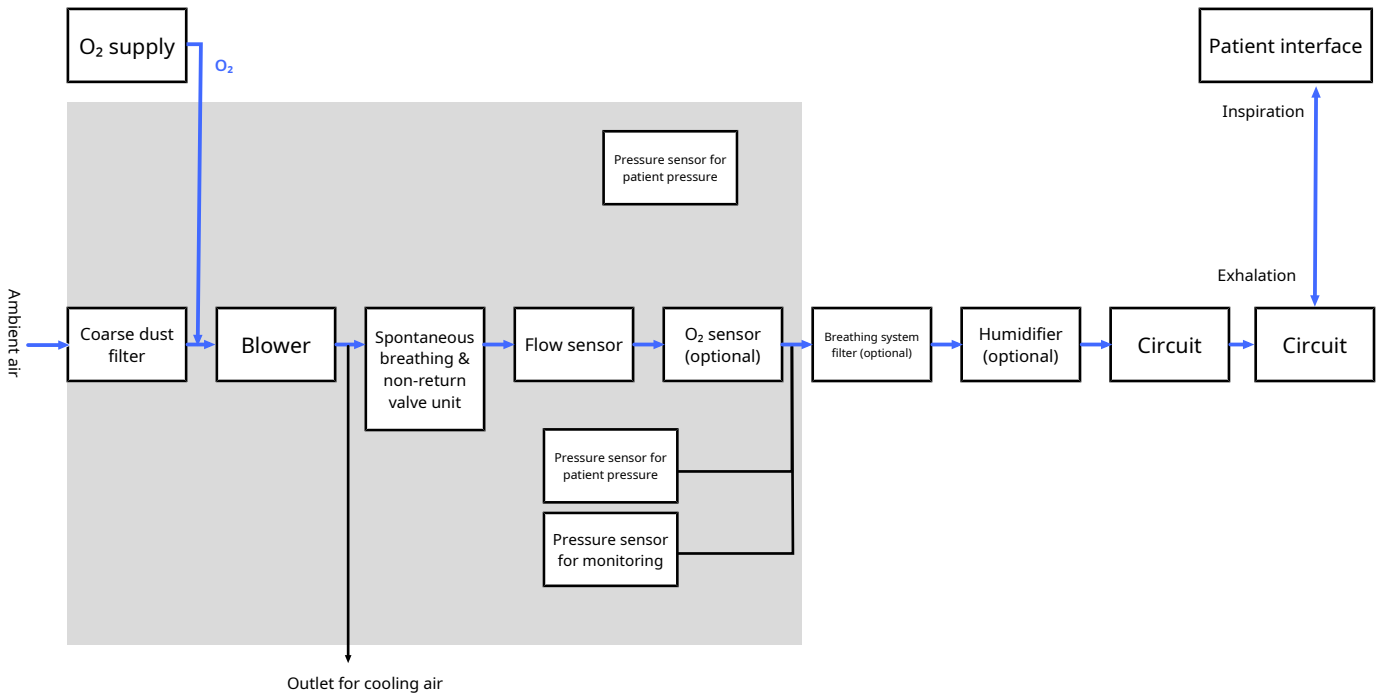 O₂ supply
O₂
Patient interface
Inspiration
Pressure sensor for
patient pressure
Exhalation
Ambient air
Coarse dust
filter
Blower
Spontaneous
breathing &
non-return
valve unit
Flow sensor
O₂ sensor
(optional)
Breathing system
filter (optional)
Humidifier
(optional)
Circuit
Circuit
Pressure sensor for
patient pressure
Pressure sensor
for monitoring
Outlet for cooling air